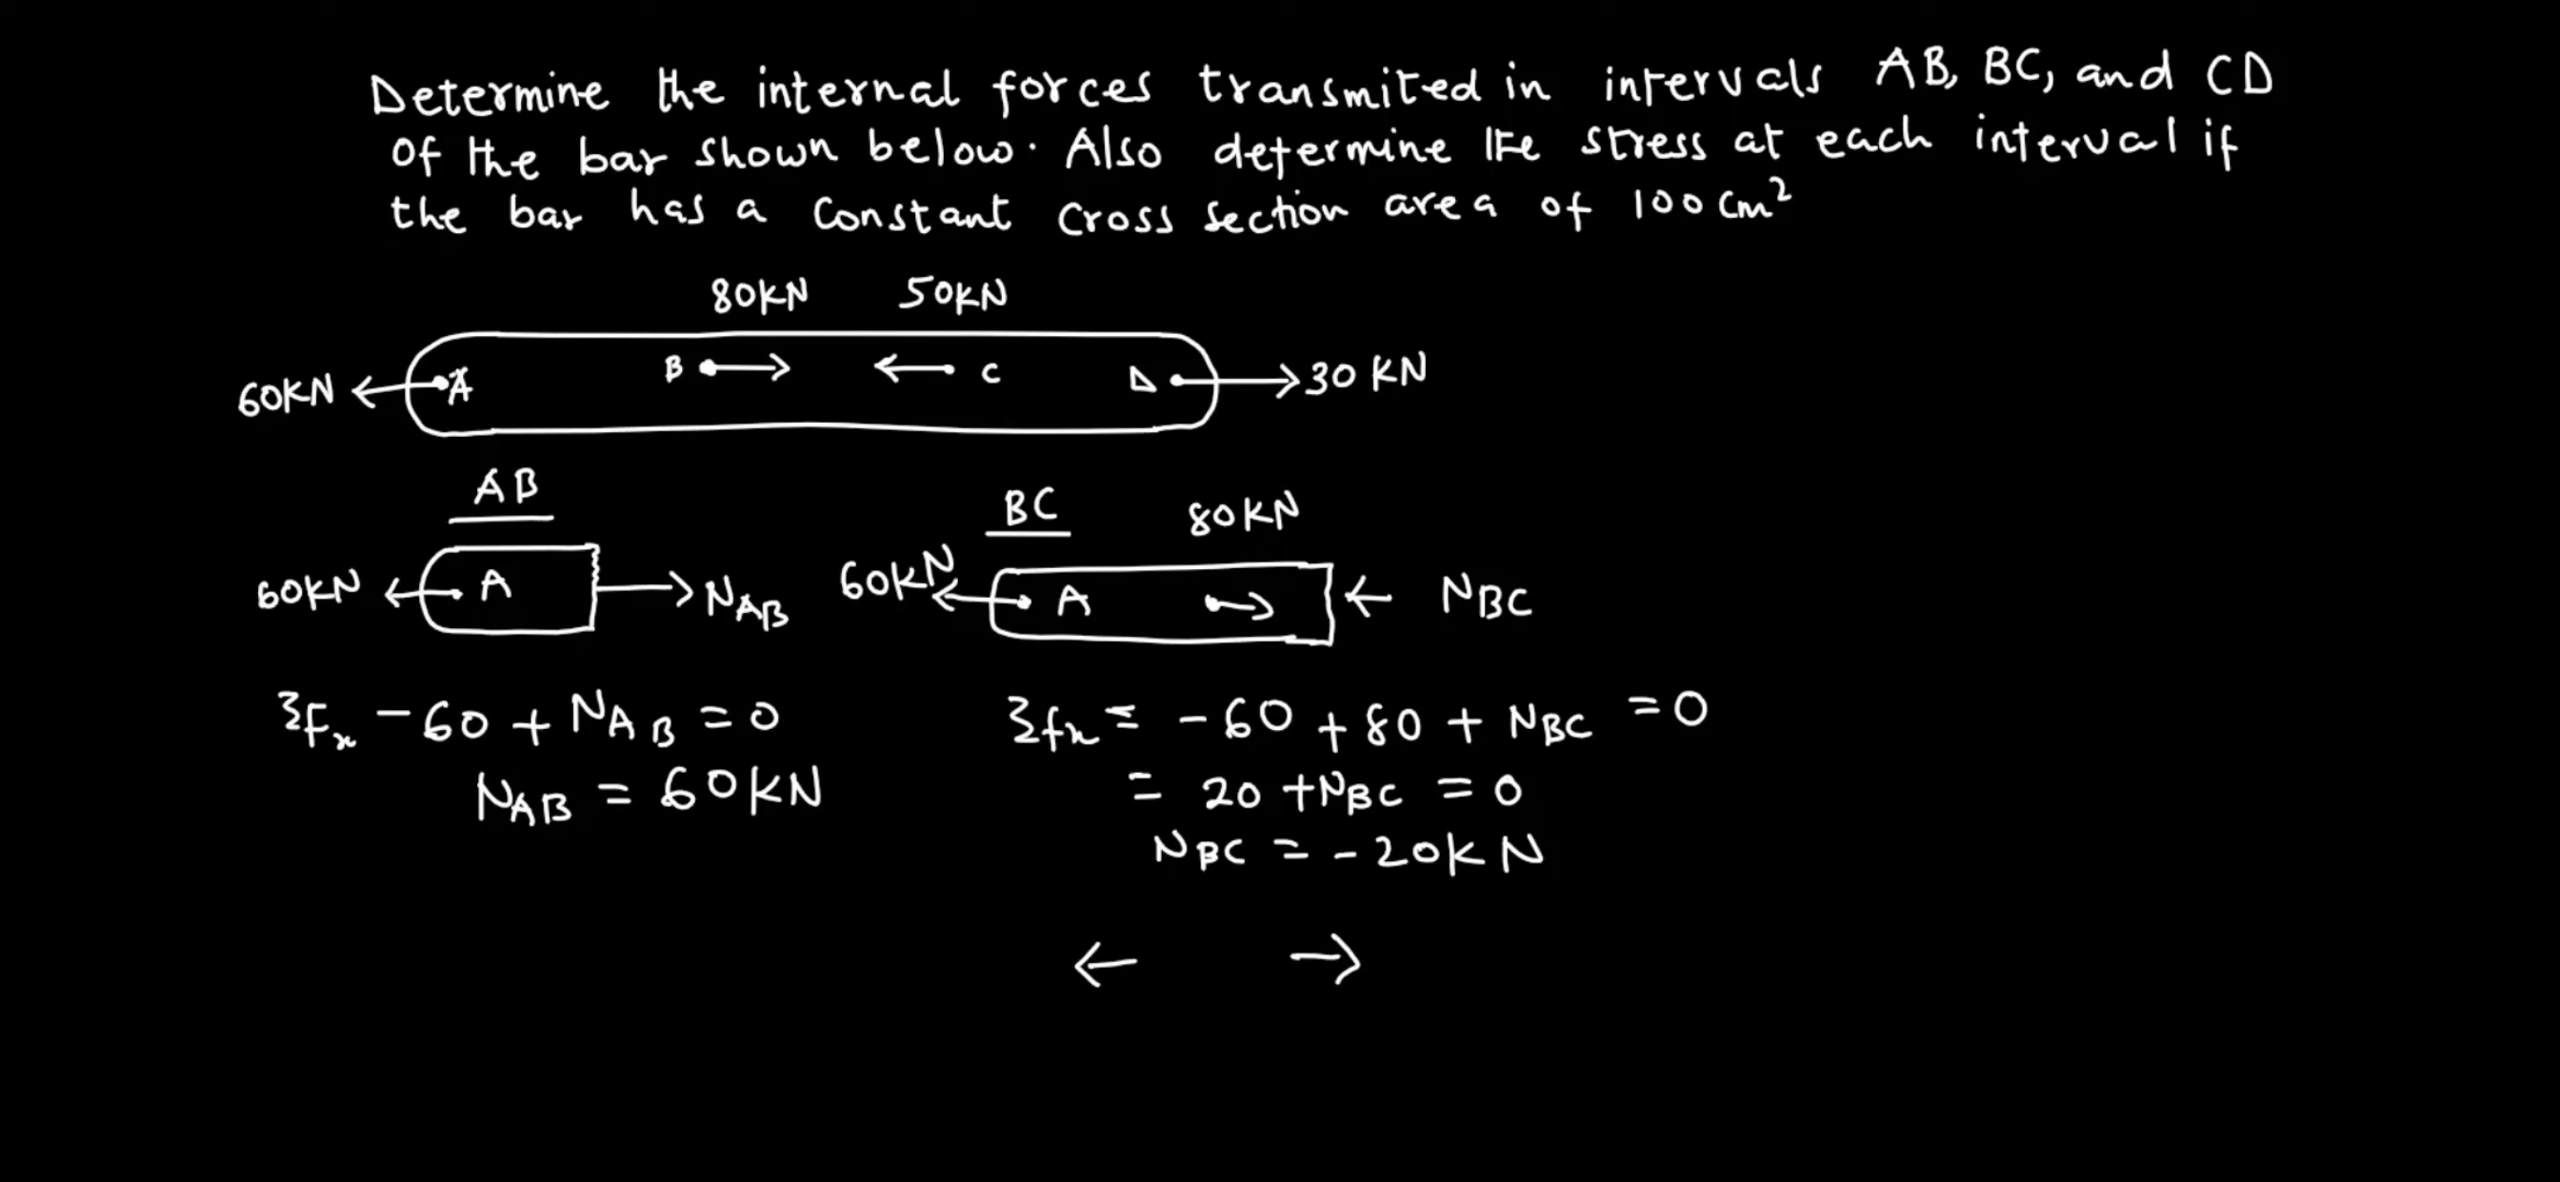 Determine the internal forces transmited in intervals AB, BC, and CD
of the bar shown below. Also determine the stress at each interval if
the bar has a constant cross section area of 100 cm²
80KN 50KN
60KN A B C D 30 KN
AB
BC 80KN
60KN A NAB 60KN A NBC
ΣFx -60 + NAB = 0
NAB = 60KN
Σfx = -60 + 80 + NBC = 0
= 20 + NBC = 0
NBC = -20KN